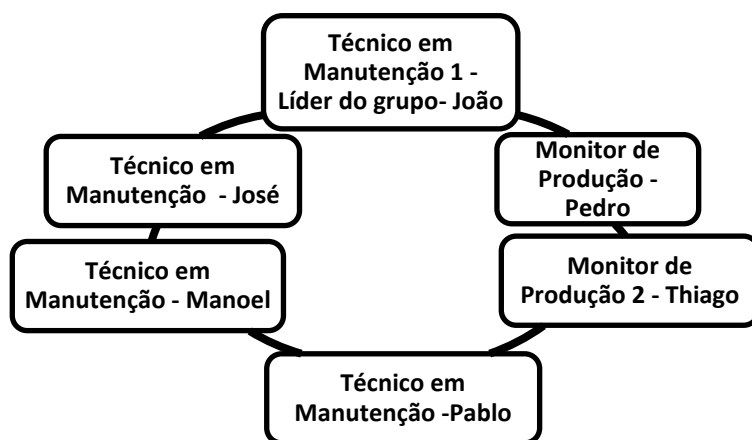 Técnico em
Manutenção 1 -
Líder do grupo- João
Monitor de
Produção -
Pedro
Monitor de
Produção 2 - Thiago
Técnico em
Manutenção -Pablo
Técnico em
Manutenção - Manoel
Técnico em
Manutenção  - José